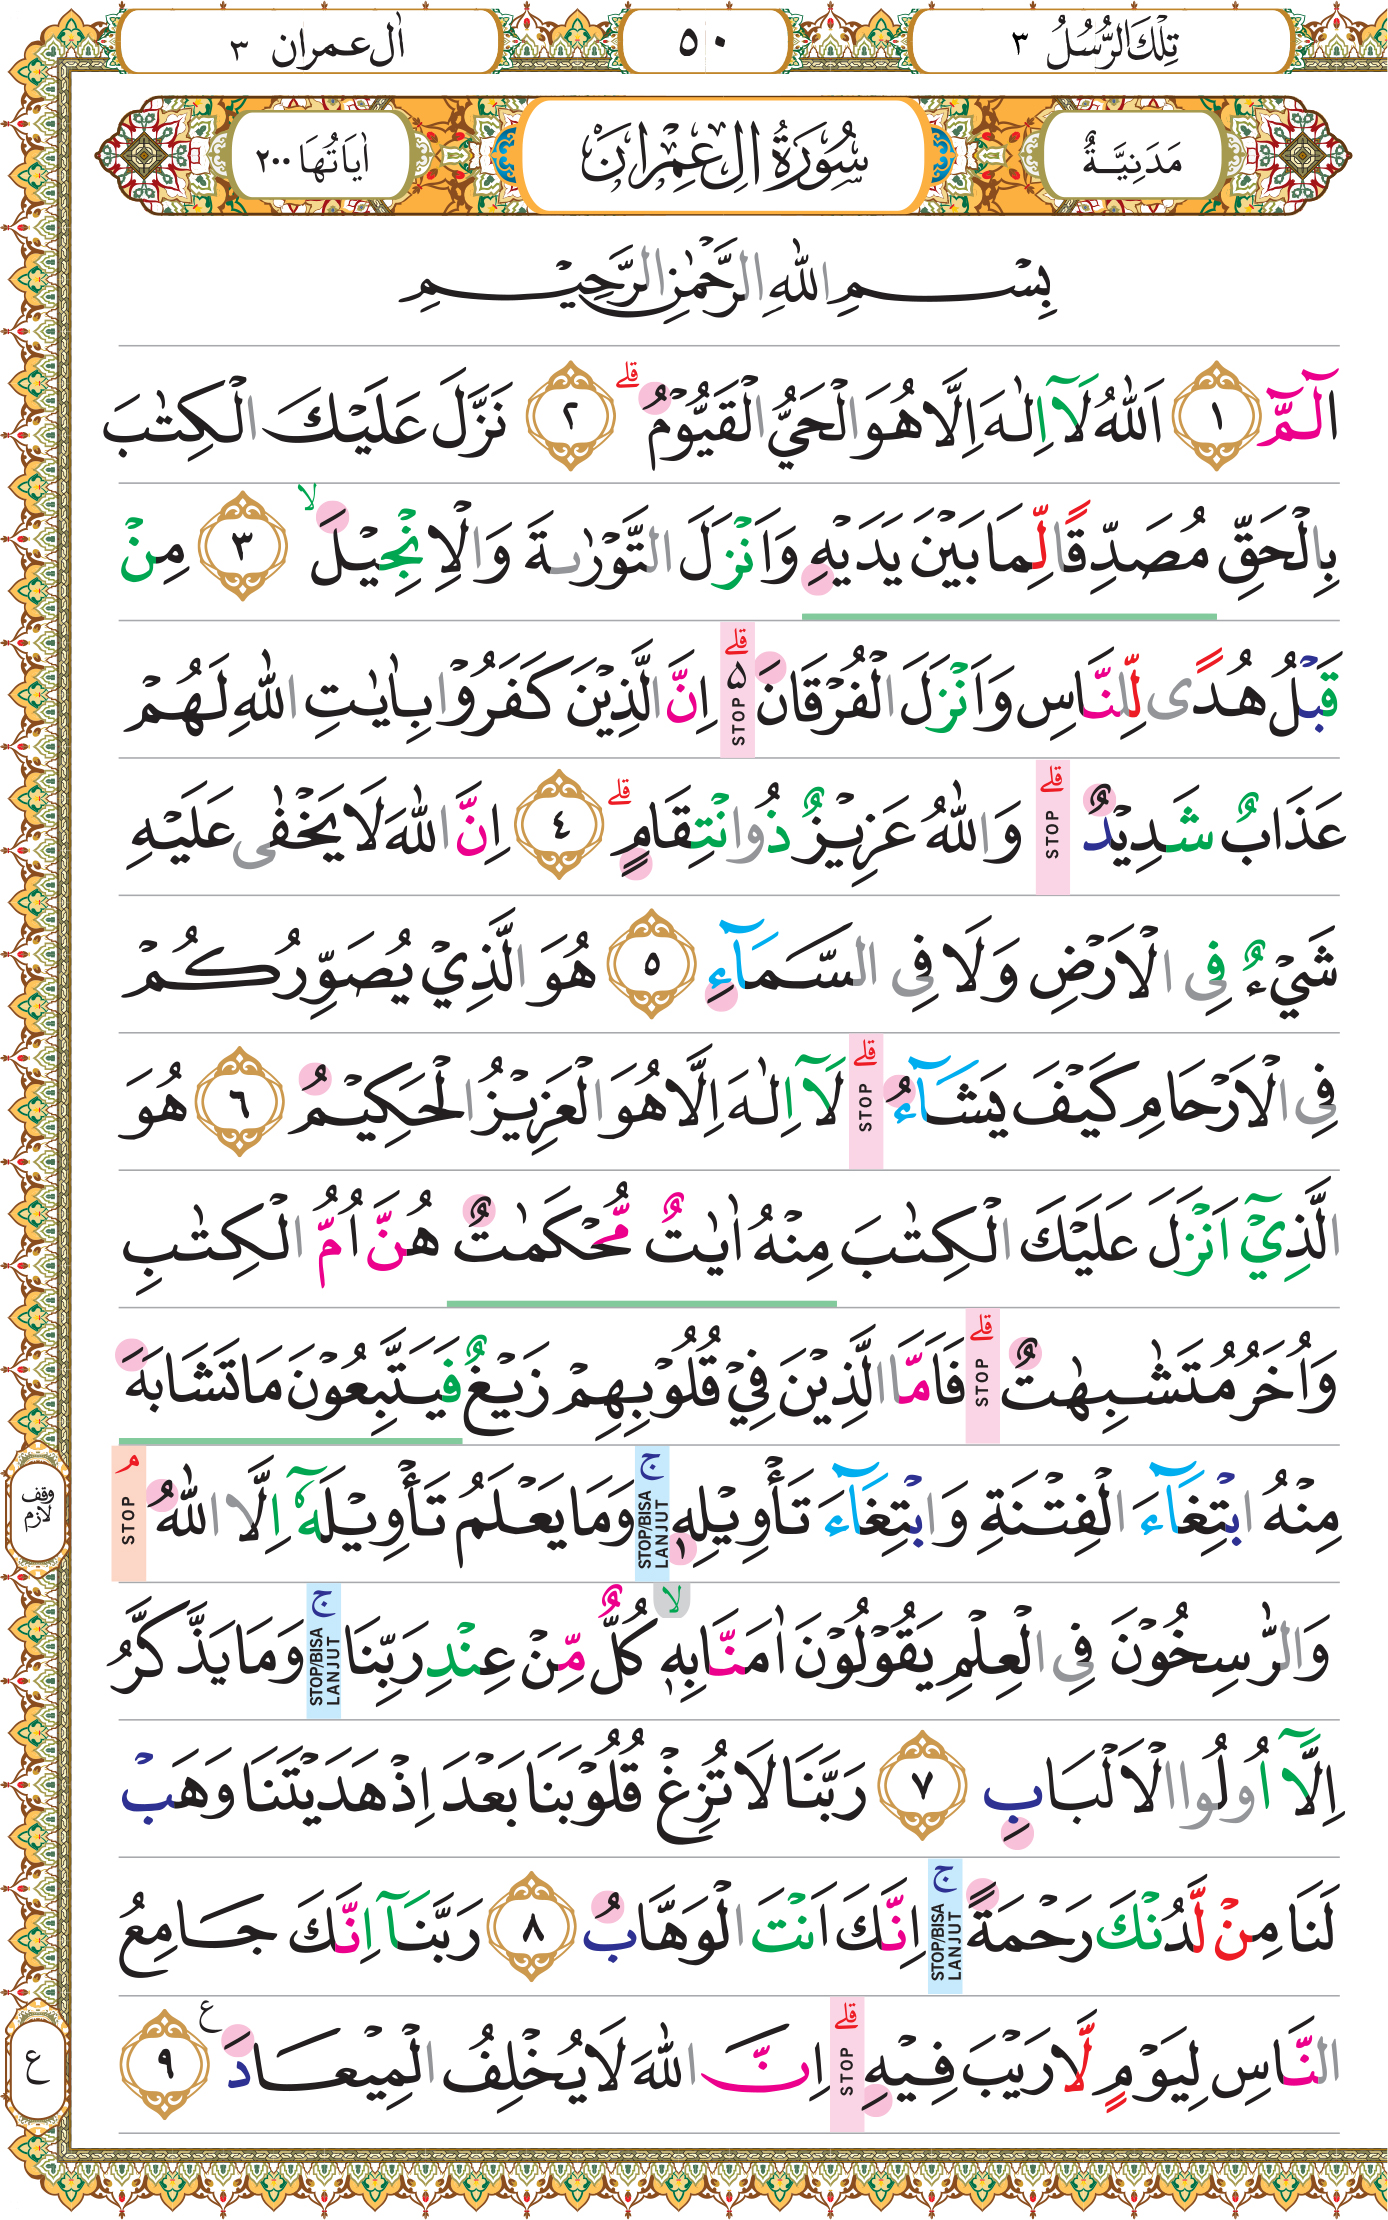 تِلْكَ الرُّسُلُ ٣
٥٠
اٰل عمران ٣
مَدَنِيَّةٌ
سُوْرَةُ اٰلِ عِمْرٰنَ
اٰيَاتُهَا ٢٠٠
بِسْمِ اللّٰهِ الرَّحْمٰنِ الرَّحِيْمِ
الۤمّۤ ١ اَللّٰهُ لَآ اِلٰهَ اِلَّا هُوَ الْحَيُّ الْقَيُّوْمُ ۗ ٢ نَزَّلَ عَلَيْكَ الْكِتٰبَ
بِالْحَقِّ مُصَدِّقًا لِّمَا بَيْنَ يَدَيْهِ وَاَنْزَلَ التَّوْرٰىةَ وَالْاِنْجِيْلَ ۙ ٣ مِنْ
قَبْلُ هُدًى لِّلنَّاسِ وَاَنْزَلَ الْفُرْقَانَ ۗ ۵ STOP اِنَّ الَّذِيْنَ كَفَرُوْا بِاٰيٰتِ اللّٰهِ لَهُمْ
عَذَابٌ شَدِيْدٌ ۗ STOP وَاللّٰهُ عَزِيْزٌ ذُو انْتِقَامٍ ۗ ٤ اِنَّ اللّٰهَ لَا يَخْفٰى عَلَيْهِ
شَيْءٌ فِى الْاَرْضِ وَلَا فِى السَّمَاۤءِ ٥ هُوَ الَّذِيْ يُصَوِّرُكُمْ
فِى الْاَرْحَامِ كَيْفَ يَشَاۤءُ ۗ STOP لَآ اِلٰهَ اِلَّا هُوَ الْعَزِيْزُ الْحَكِيْمُ ٦ هُوَ
الَّذِيْٓ اَنْزَلَ عَلَيْكَ الْكِتٰبَ مِنْهُ اٰيٰتٌ مُّحْكَمٰتٌ هُنَّ اُمُّ الْكِتٰبِ
وَاُخَرُ مُتَشٰبِهٰتٌ ۗ STOP فَاَمَّا الَّذِيْنَ فِيْ قُلُوْبِهِمْ زَيْغٌ فَيَتَّبِعُوْنَ مَا تَشَابَهَ
مِنْهُ ابْتِغَاۤءَ الْفِتْنَةِ وَابْتِغَاۤءَ تَأْوِيْلِهٖ ۚ STOP/BISA LANJUT وَمَا يَعْلَمُ تَأْوِيْلَهٗٓ اِلَّا اللّٰهُ ۘ STOP
وقف لازم
وَالرّٰسِخُوْنَ فِى الْعِلْمِ يَقُوْلُوْنَ اٰمَنَّا بِهٖ ۙ كُلٌّ مِّنْ عِنْدِ رَبِّنَا ۚ STOP/BISA LANJUT وَمَا يَذَّكَّرُ
اِلَّآ اُولُوا الْاَلْبَابِ ٧ رَبَّنَا لَا تُزِغْ قُلُوْبَنَا بَعْدَ اِذْ هَدَيْتَنَا وَهَبْ
لَنَا مِنْ لَّدُنْكَ رَحْمَةً ۚ STOP/BISA LANJUT اِنَّكَ اَنْتَ الْوَهَّابُ ٨ رَبَّنَآ اِنَّكَ جَامِعُ
النَّاسِ لِيَوْمٍ لَّا رَيْبَ فِيْهِ ۗ STOP اِنَّ اللّٰهَ لَا يُخْلِفُ الْمِيْعَادَ ع ٩
ع